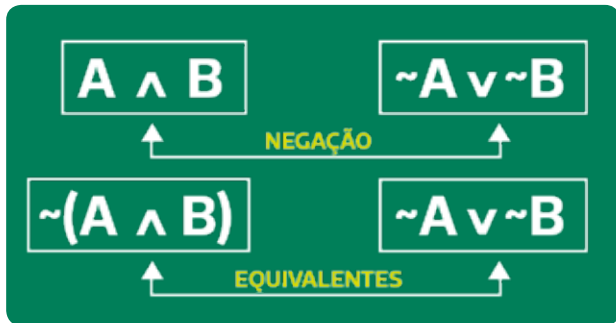 A ∧ B
~A ∨ ~B
NEGAÇÃO
~(A ∧ B)
~A ∨ ~B
EQUIVALENTES